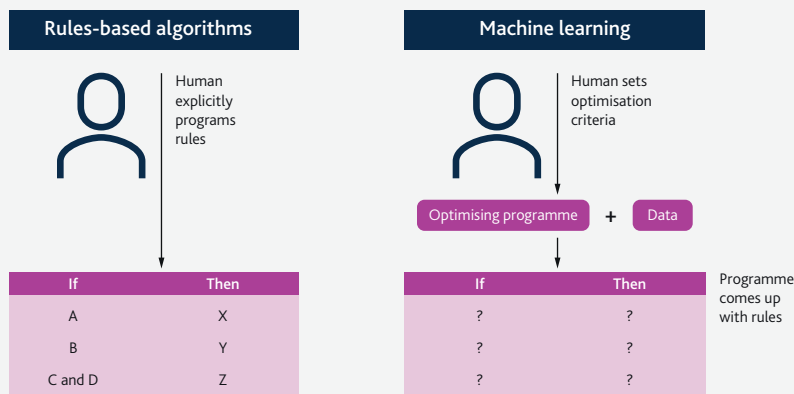 Rules-based algorithms
Human
explicitly
programs
rules
If Then
A X
B Y
C and D Z
Machine learning
Human sets
optimisation
criteria
Optimising programme + Data
If Then
? ?
? ?
? ?
Programme
comes up
with rules